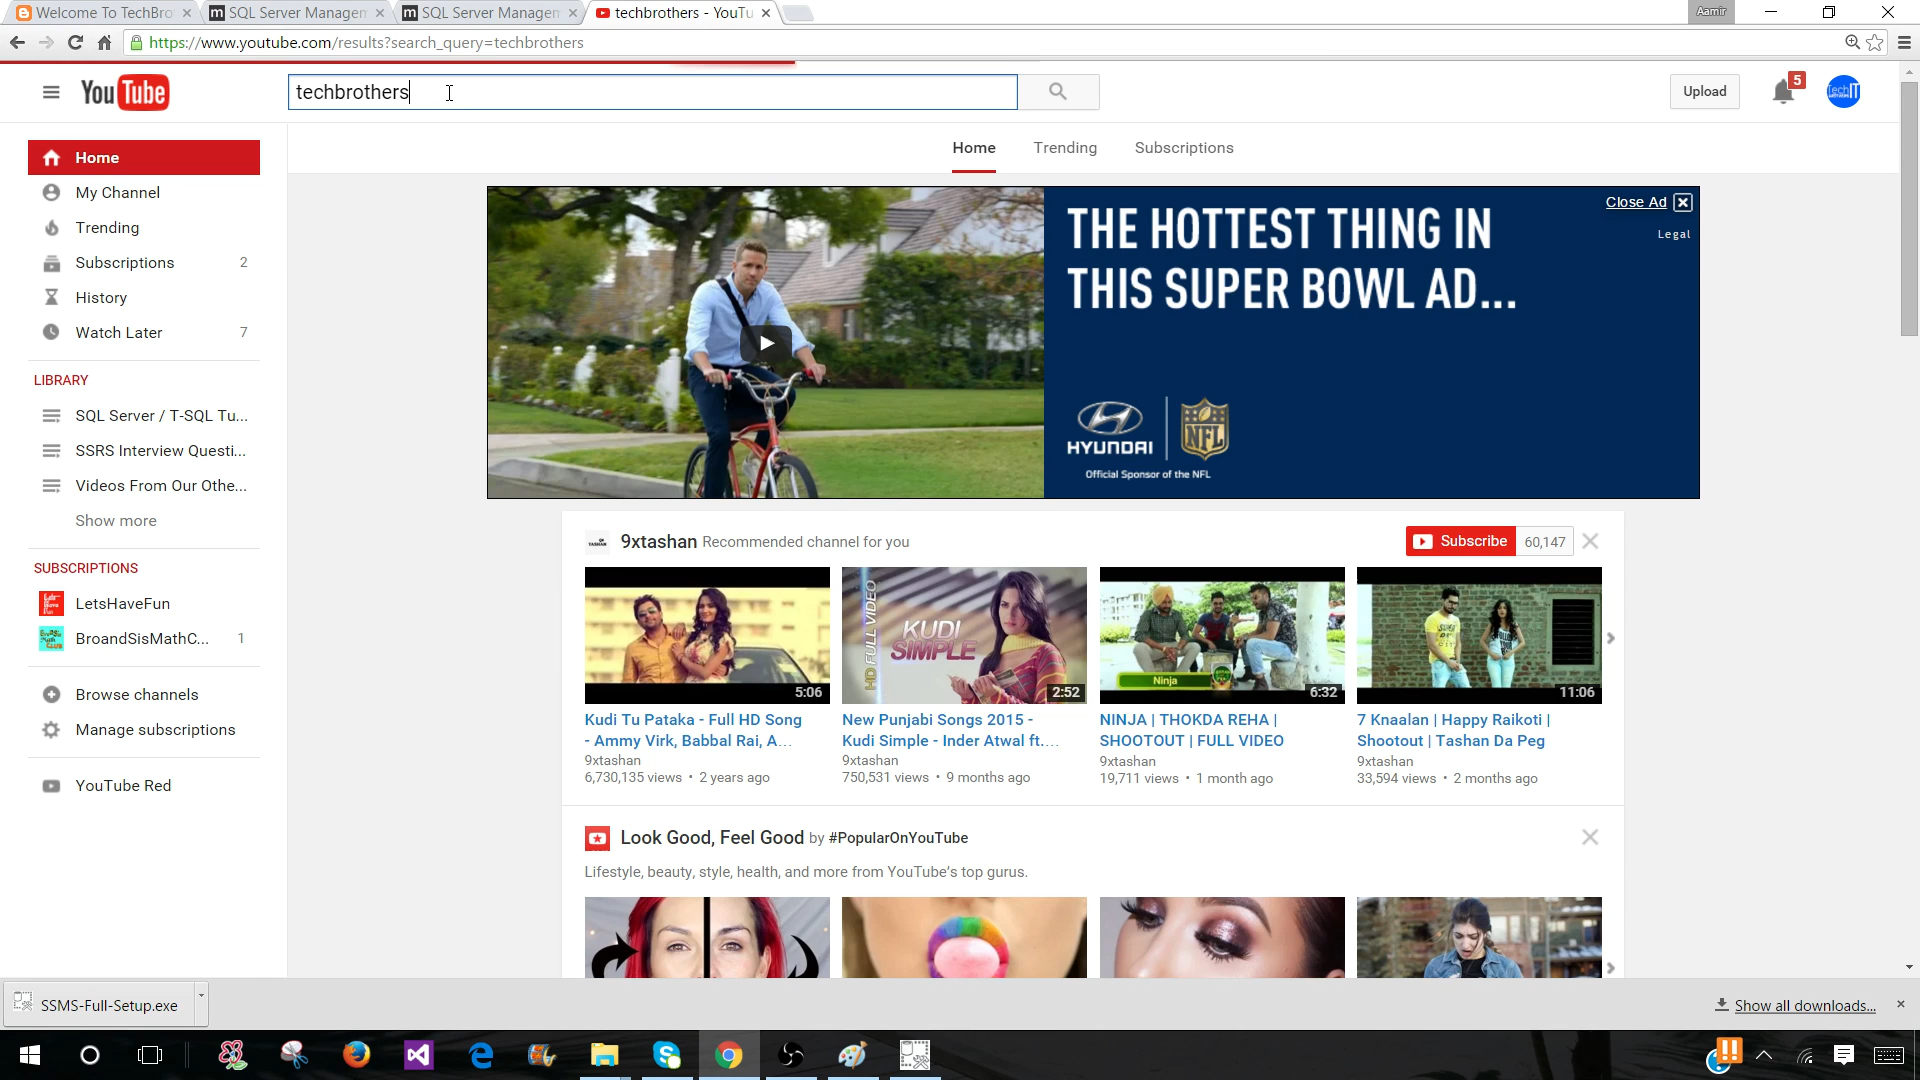 Welcome To TechBro
SQL Server Managem
SQL Server Managem
techbrothers - YouTu
Aamir
https://www.youtube.com/results?search_query=techbrothers
YouTube
techbrothers
Upload
5
TechIT
Home
Trending
Subscriptions
Home
My Channel
Trending
Subscriptions 2
History
Watch Later 7
LIBRARY
SQL Server / T-SQL Tu...
SSRS Interview Questi...
Videos From Our Othe...
Show more
SUBSCRIPTIONS
LetsHaveFun
BroandSisMathC... 1
Browse channels
Manage subscriptions
YouTube Red
THE HOTTEST THING IN
THIS SUPER BOWL AD...
Close Ad
Legal
HYUNDAI
NFL
Official Sponsor of the NFL
9xtashan Recommended channel for you
Subscribe 60,147
5:06
HD FULL VIDEO
KUDI
SIMPLE
2:52
Ninja
6:32
11:06
Kudi Tu Pataka - Full HD Song
- Ammy Virk, Babbal Rai, A...
9xtashan
6,730,135 views • 2 years ago
New Punjabi Songs 2015 -
Kudi Simple - Inder Atwal ft....
9xtashan
750,531 views • 9 months ago
NINJA | THOKDA REHA |
SHOOTOUT | FULL VIDEO
9xtashan
19,711 views • 1 month ago
7 Knaalan | Happy Raikoti |
Shootout | Tashan Da Peg
9xtashan
33,594 views • 2 months ago
Look Good, Feel Good by #PopularOnYouTube
Lifestyle, beauty, style, health, and more from YouTube's top gurus.
SSMS-Full-Setup.exe
Show all downloads...